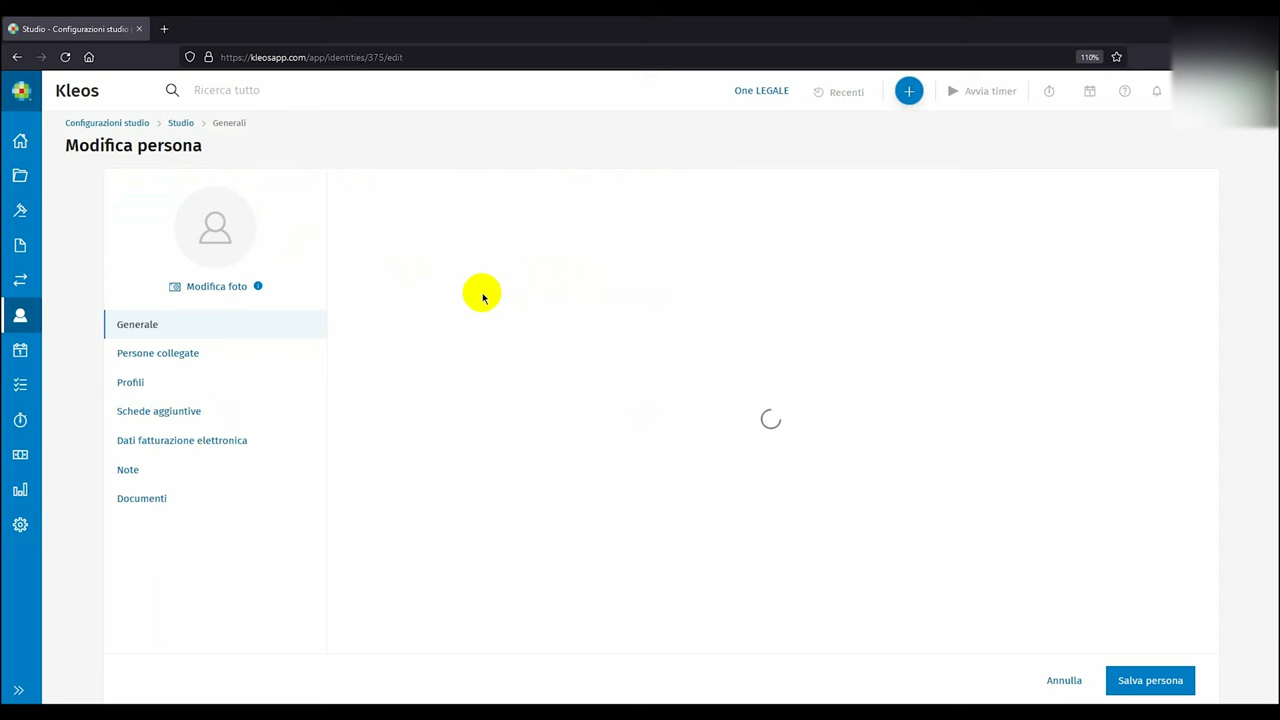 Studio - Configurazioni studio
https://kleosapp.com/app/identities/375/edit
110%
Kleos
Ricerca tutto
One LEGALE
Recenti
Avvia timer
Configurazioni studio > Studio > Generali
Modifica persona
Modifica foto
Generale
Persone collegate
Profili
Schede aggiuntive
Dati fatturazione elettronica
Note
Documenti
Annulla
Salva persona